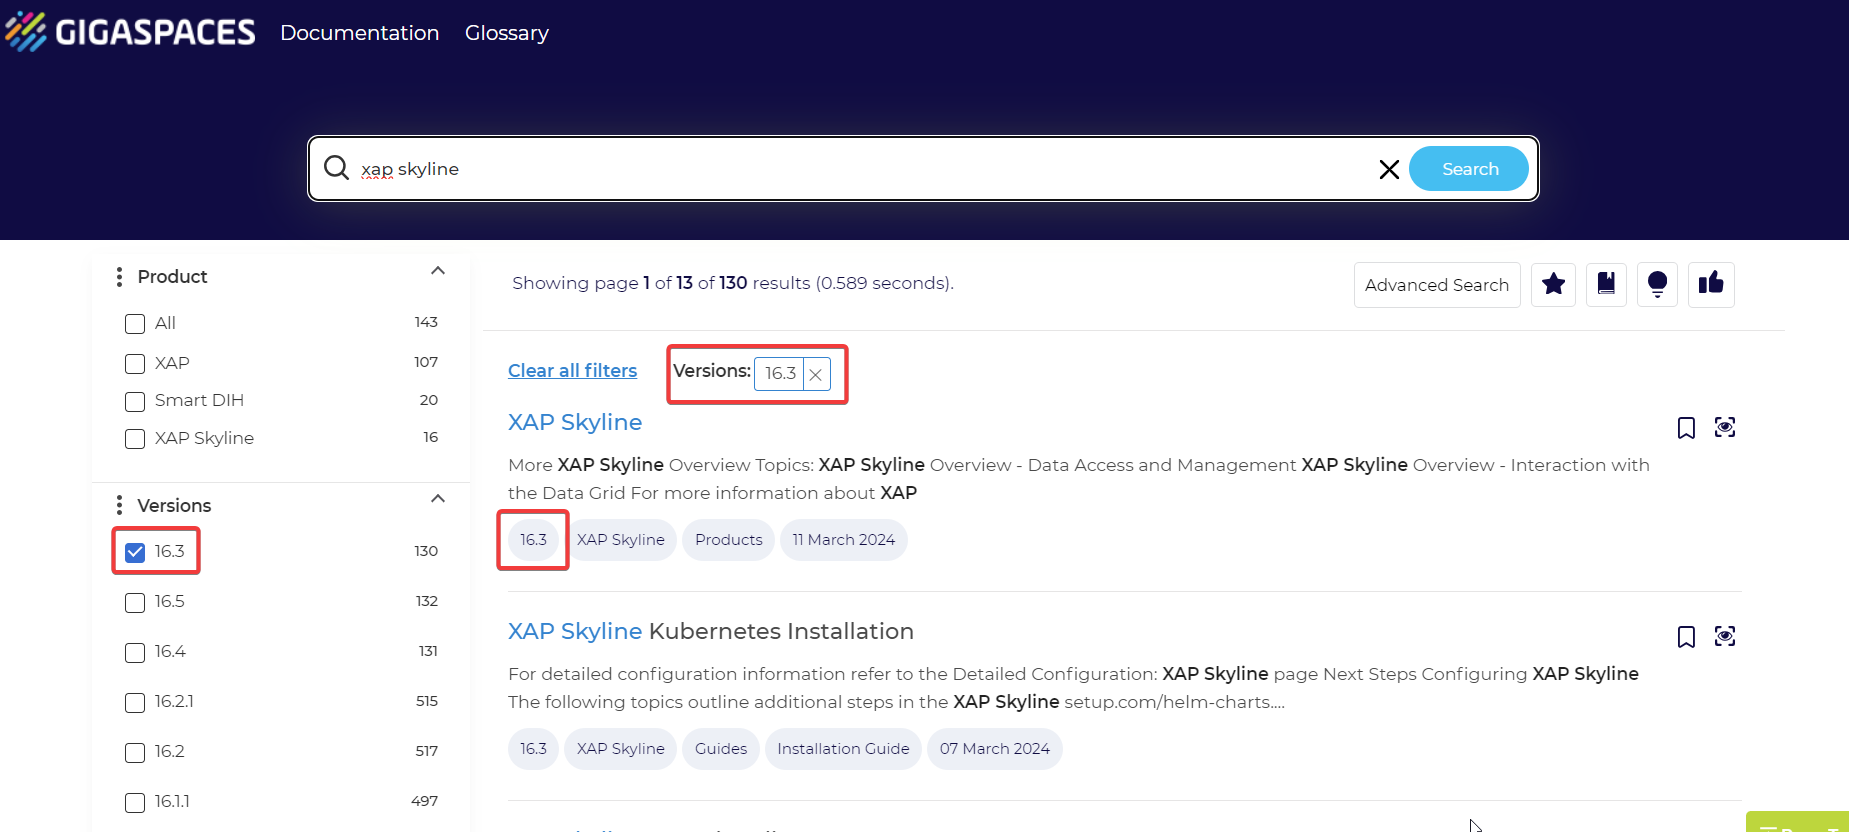 GIGASPACES Documentation Glossary
xap skyline Search
Product
All 143
XAP 107
Smart DIH 20
XAP Skyline 16
Versions
16.3 130
16.5 132
16.4 131
16.2.1 515
16.2 517
16.1.1 497
Showing page 1 of 13 of 130 results (0.589 seconds).
Advanced Search
Clear all filters Versions: 16.3
XAP Skyline
More XAP Skyline Overview Topics: XAP Skyline Overview - Data Access and Management XAP Skyline Overview - Interaction with
the Data Grid For more information about XAP
16.3 XAP Skyline Products 11 March 2024
XAP Skyline Kubernetes Installation
For detailed configuration information refer to the Detailed Configuration: XAP Skyline page Next Steps Configuring XAP Skyline
The following topics outline additional steps in the XAP Skyline setup.com/helm-charts....
16.3 XAP Skyline Guides Installation Guide 07 March 2024